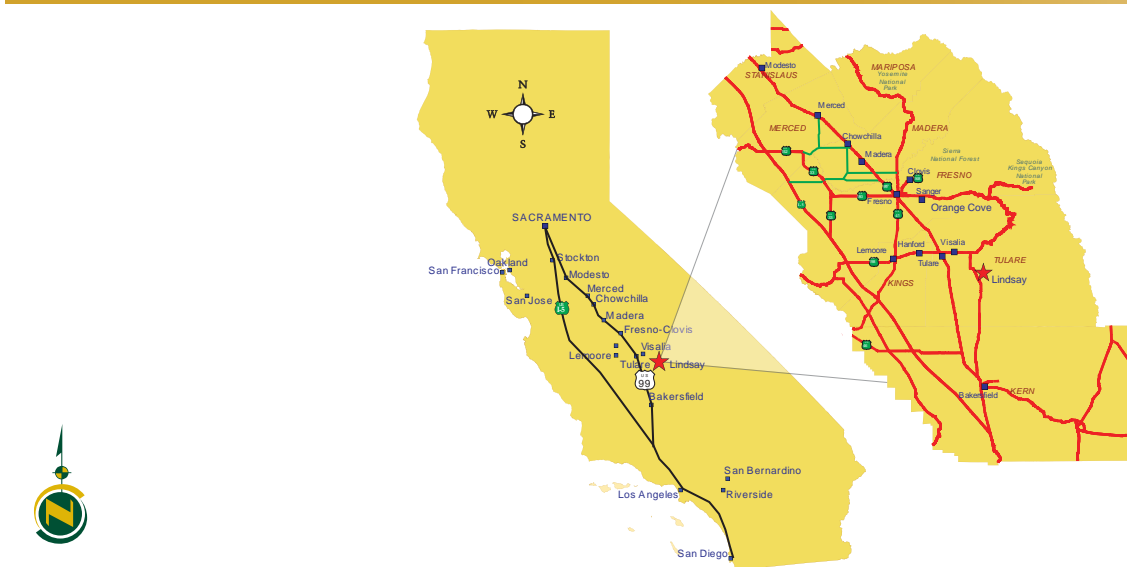 N
W E
S
SACRAMENTO
Stockton
Oakland
San Francisco
Modesto
Merced
San Jose
Chowchilla
Madera
Fresno-Clovis
Visalia
Lemoore
Tulare
Lindsay
US
99
Bakersfield
San Bernardino
Los Angeles
Riverside
San Diego
Modesto
STANISLAUS
MARIPOSA
Yosemite
National
Park
Merced
MERCED
MADERA
Chowchilla
Madera
Sierra
National Forest
Sequoia
Kings Canyon
National
Park
Clovis
FRESNO
Sanger
Fresno
Orange Cove
Lemoore
Hanford
Visalia
Tulare
TULARE
KINGS
Lindsay
Bakersfield
KERN
N